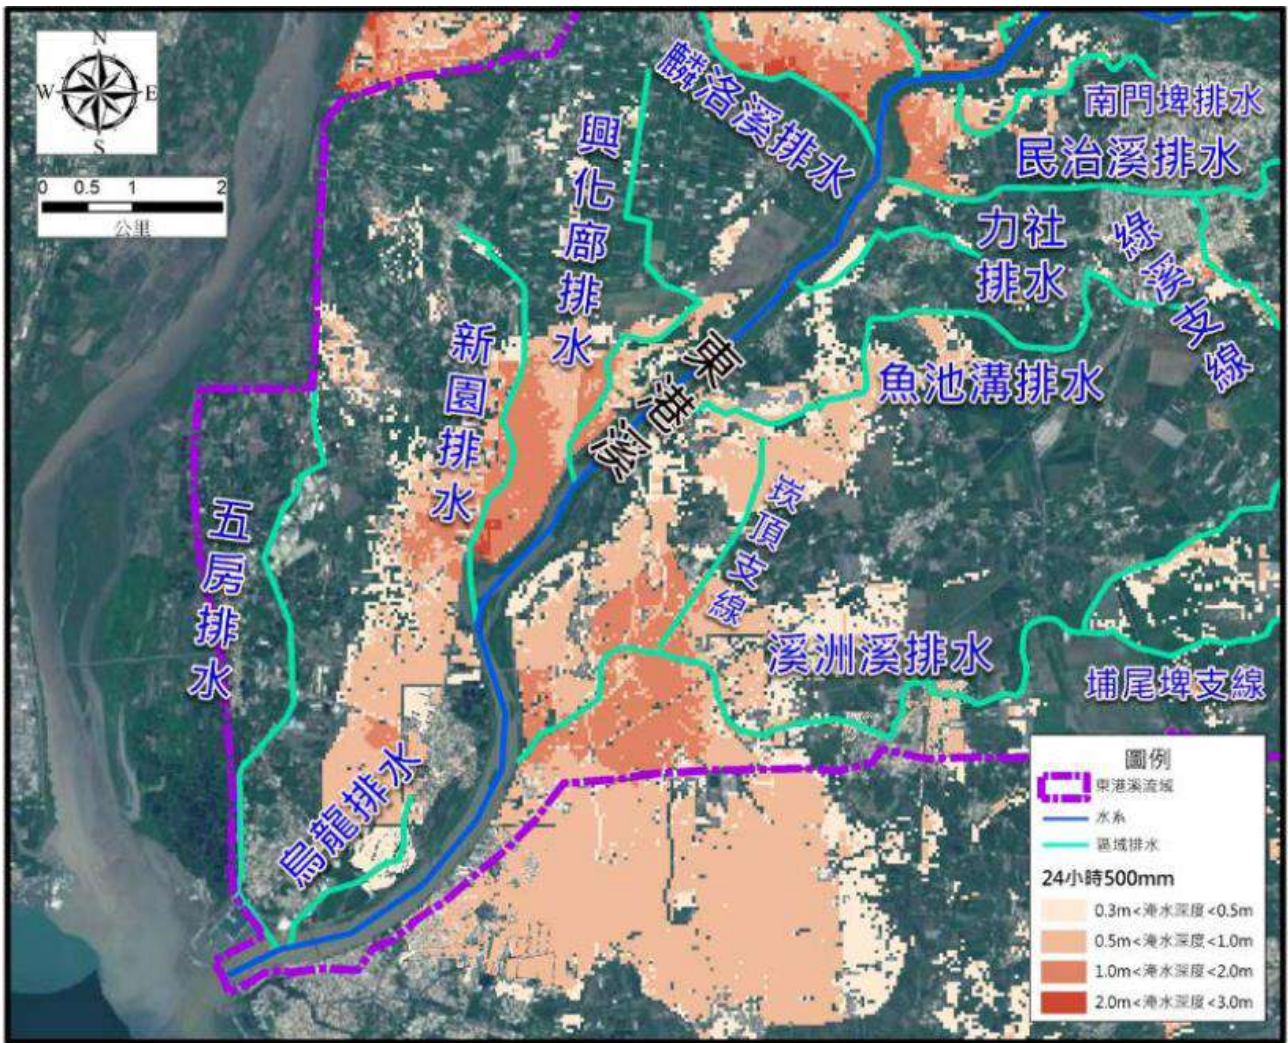 N
W
E
S
0 0.5 1 2
公里
麟洛溪排水
興化廍排水
南門埤排水
民治溪排水
力社
排水
綠溪支線
新園排水
東港溪
魚池溝排水
崁頂支線
五房排水
溪洲溪排水
埔尾埤支線
烏龍排水
圖例
東港溪流域
水系
區域排水
24小時500mm
0.3m<淹水深度<0.5m
0.5m<淹水深度<1.0m
1.0m<淹水深度<2.0m
2.0m<淹水深度<3.0m